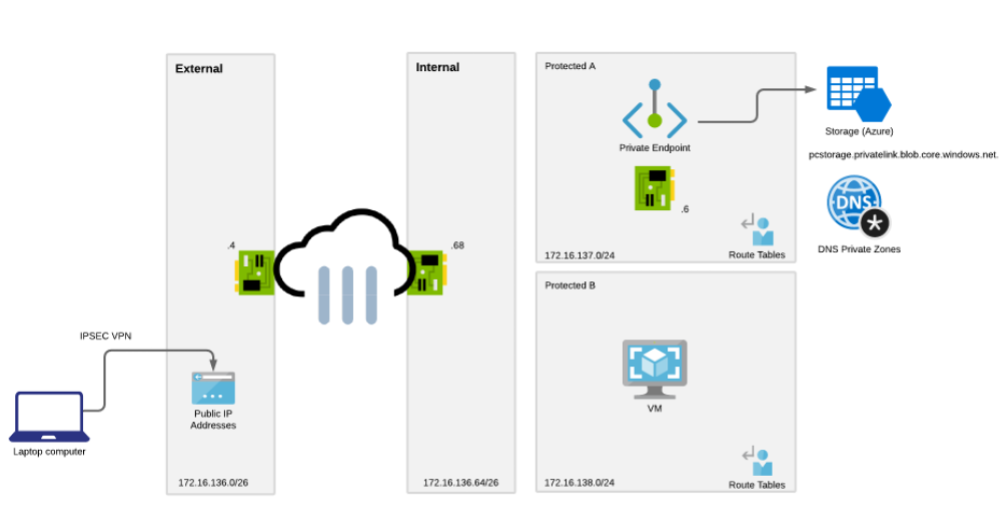 External
Internal
Protected A
Private Endpoint
Storage (Azure)
pcstorage.privatelink.blob.core.windows.net.
.6
DNS
*
DNS Private Zones
Route Tables
172.16.137.0/24
.4
.68
Protected B
VM
Route Tables
172.16.138.0/24
IPSEC VPN
Laptop computer
Public IP
Addresses
172.16.136.0/26
172.16.136.64/26